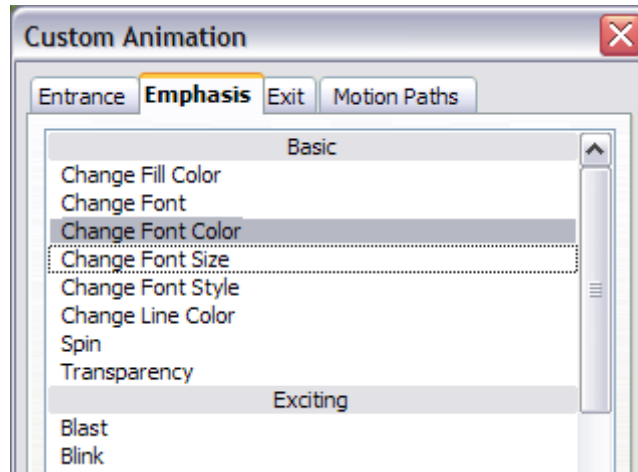 Custom Animation
Entrance Emphasis Exit Motion Paths
Basic
Change Fill Color
Change Font
Change Font Color
Change Font Size
Change Font Style
Change Line Color
Spin
Transparency
Exciting
Blast
Blink